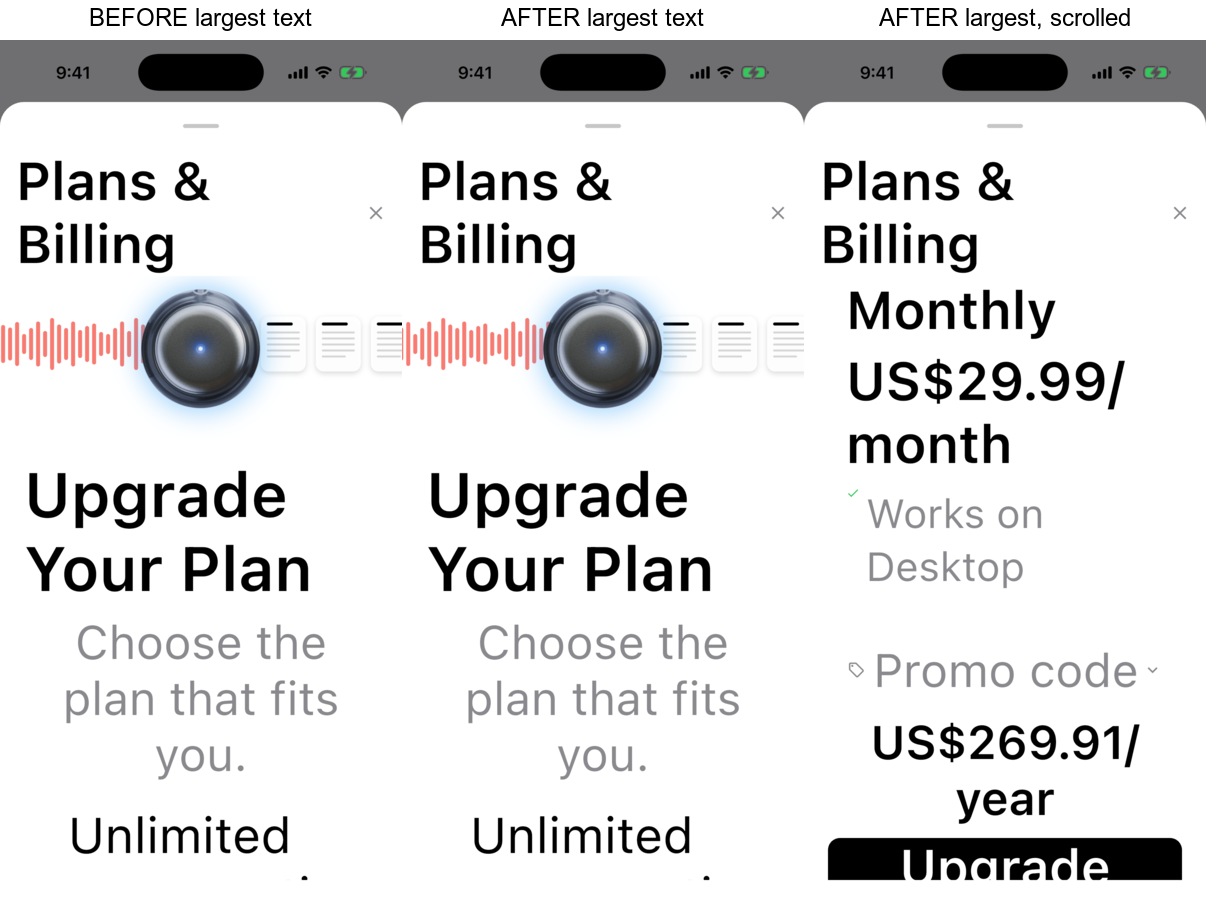 BEFORE largest text
AFTER largest text
AFTER largest, scrolled
9:41
Plans &
Billing
Upgrade
Your Plan
Choose the
plan that fits
you.
Unlimited
9:41
Plans &
Billing
Upgrade
Your Plan
Choose the
plan that fits
you.
Unlimited
9:41
Plans &
Billing
Monthly
US$29.99/
month
Works on
Desktop
Promo code
US$269.91/
year
Upgrade